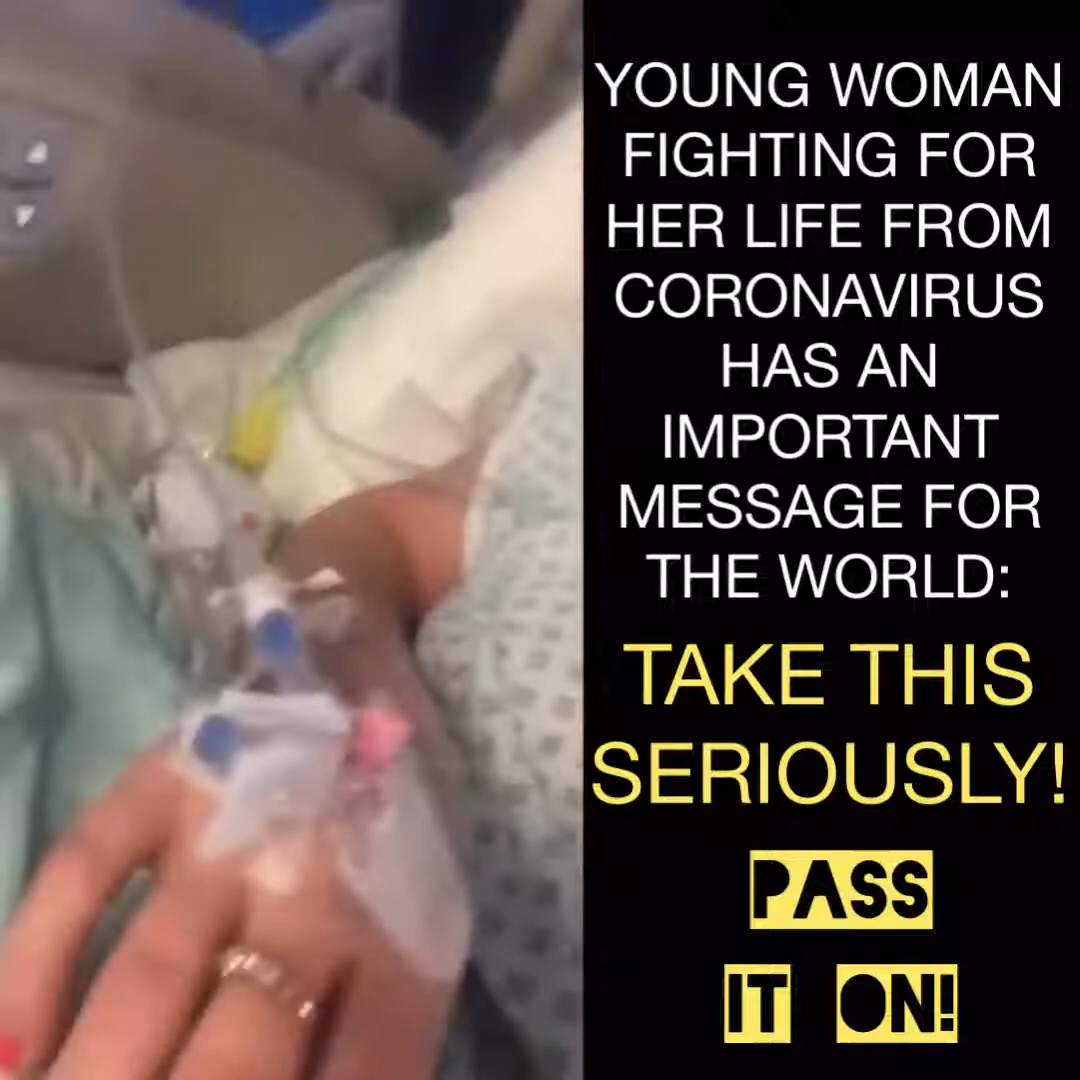 YOUNG WOMAN
FIGHTING FOR
HER LIFE FROM
CORONAVIRUS
HAS AN
IMPORTANT
MESSAGE FOR
THE WORLD:
TAKE THIS
SERIOUSLY!
PASS
IT ON!